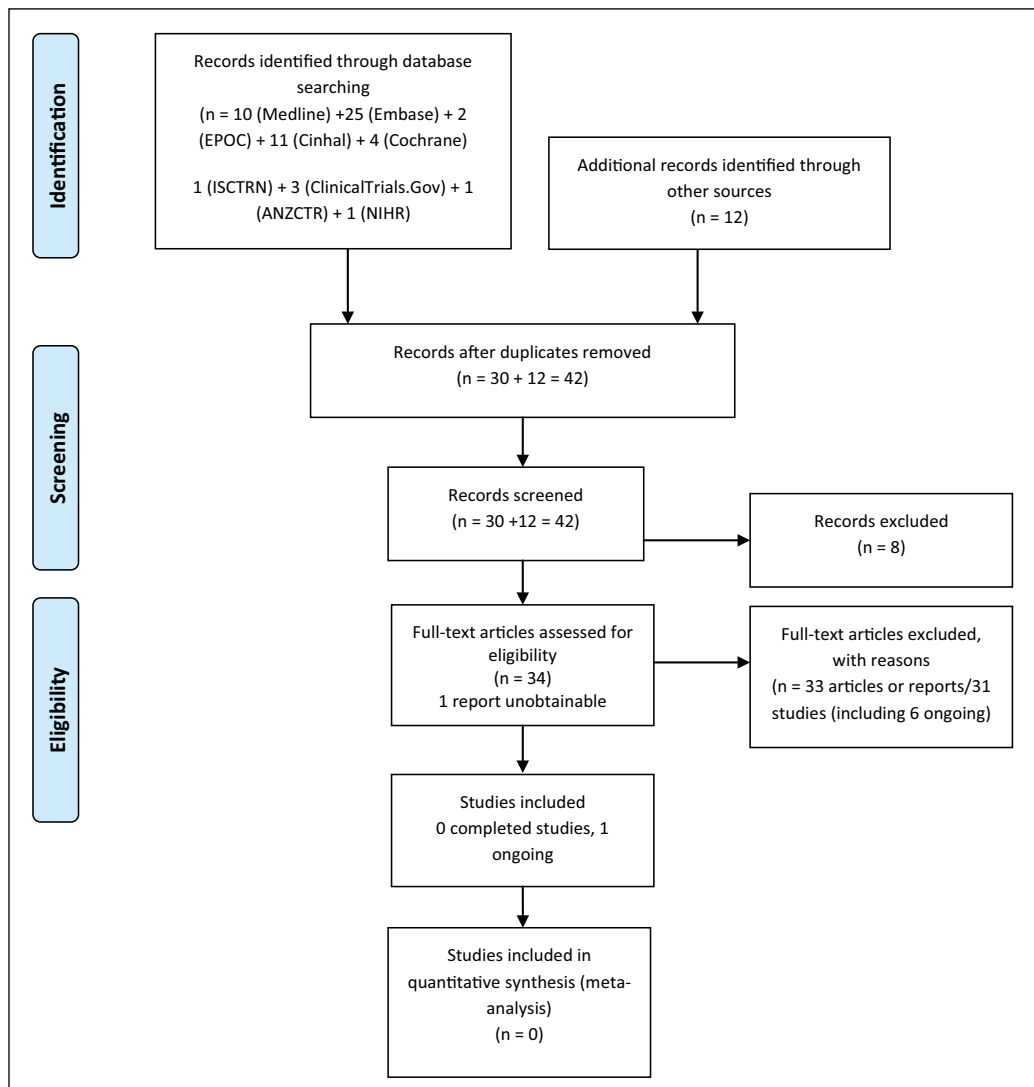 Identification
Records identified through database
searching
(n = 10 (Medline) +25 (Embase) + 2
(EPOC) + 11 (Cinhal) + 4 (Cochrane)
1 (ISCTRN) + 3 (ClinicalTrials.Gov) + 1
(ANZCTR) + 1 (NIHR)
Additional records identified through
other sources
(n = 12)
Screening
Records after duplicates removed
(n = 30 + 12 = 42)
Records screened
(n = 30 +12 = 42)
Records excluded
(n = 8)
Eligibility
Full-text articles assessed for
eligibility
(n = 34)
1 report unobtainable
Full-text articles excluded,
with reasons
(n = 33 articles or reports/31
studies (including 6 ongoing)
Studies included
0 completed studies, 1
ongoing
Studies included in
quantitative synthesis (meta-
analysis)
(n = 0)